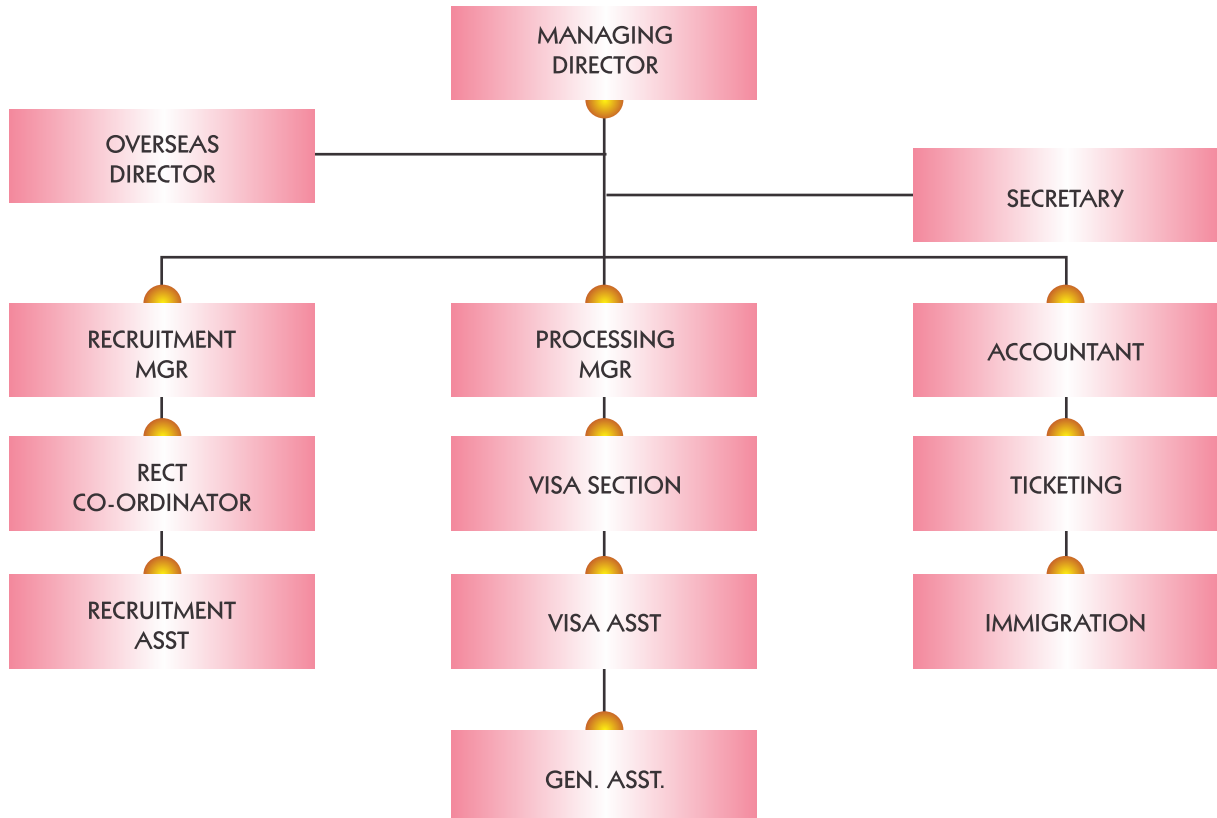 MANAGING
DIRECTOR
OVERSEAS
DIRECTOR
SECRETARY
RECRUITMENT
MGR
PROCESSING
MGR
ACCOUNTANT
RECT
CO-ORDINATOR
VISA SECTION
TICKETING
RECRUITMENT
ASST
VISA ASST
IMMIGRATION
GEN. ASST.